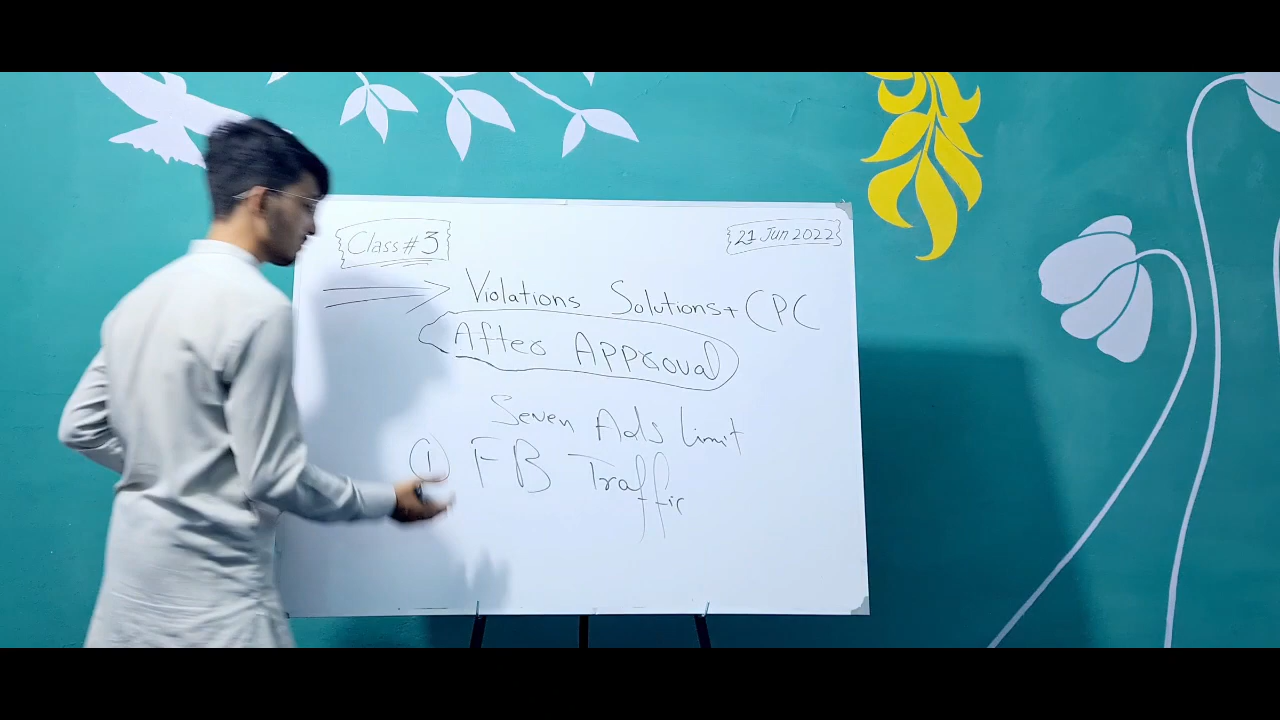 Class # 3
21 Jun 2022
Violations Solutions + CPC
After Approval
Seven Ads Limit
① FB Traffic